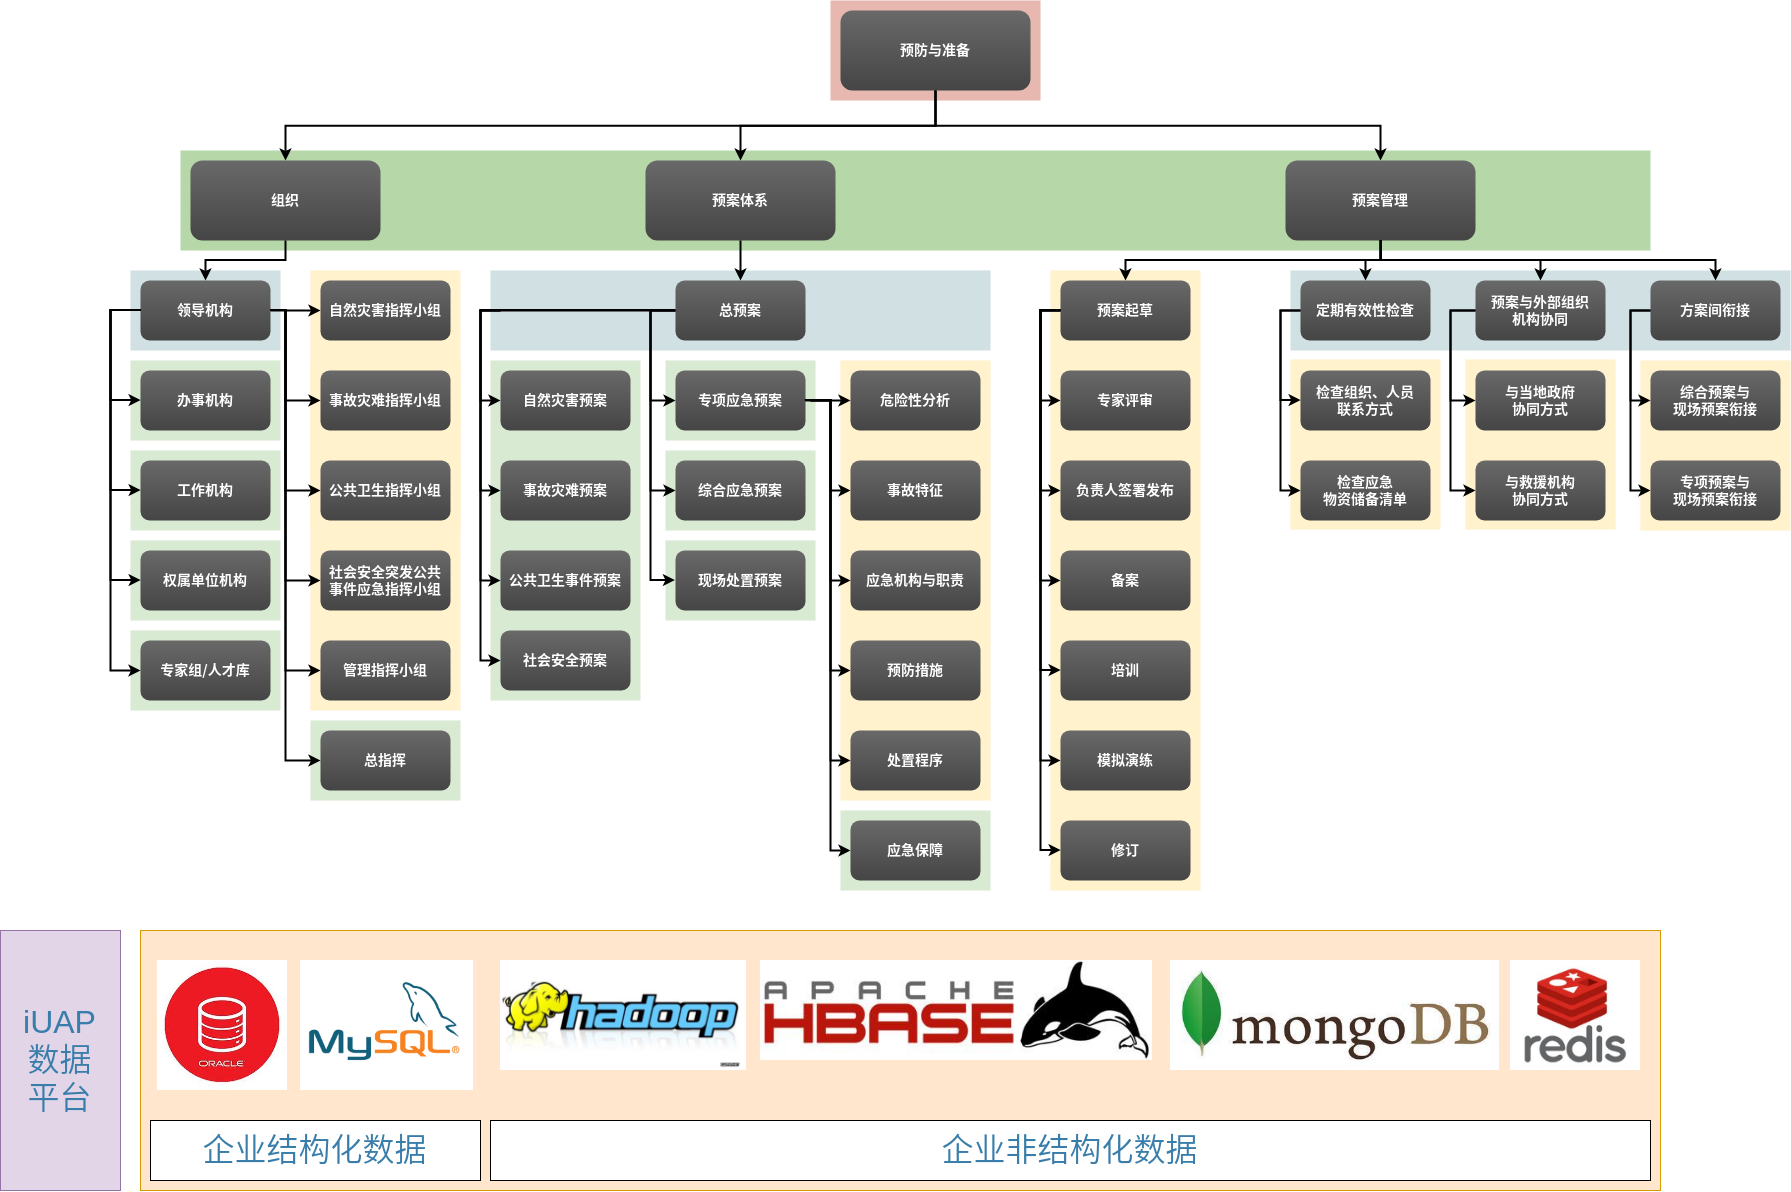 预防与准备
组织
预案体系
预案管理
领导机构
自然灾害指挥小组
总预案
预案起草
定期有效性检查
预案与外部组织
机构协同
方案间衔接
办事机构
事故灾难指挥小组
自然灾害预案
专项应急预案
危险性分析
专家评审
检查组织、人员
联系方式
与当地政府
协同方式
综合预案与
现场预案衔接
工作机构
公共卫生指挥小组
事故灾难预案
综合应急预案
事故特征
负责人签署发布
检查应急
物资储备清单
与救援机构
协同方式
专项预案与
现场预案衔接
权属单位机构
社会安全突发公共
事件应急指挥小组
公共卫生事件预案
现场处置预案
应急机构与职责
备案
专家组/人才库
管理指挥小组
社会安全预案
预防措施
培训
总指挥
处置程序
模拟演练
应急保障
修订
iUAP
数据
平台
ORACLE
MySQL®
hadoop
APACHE
HBASE
mongoDB
redis
企业结构化数据
企业非结构化数据